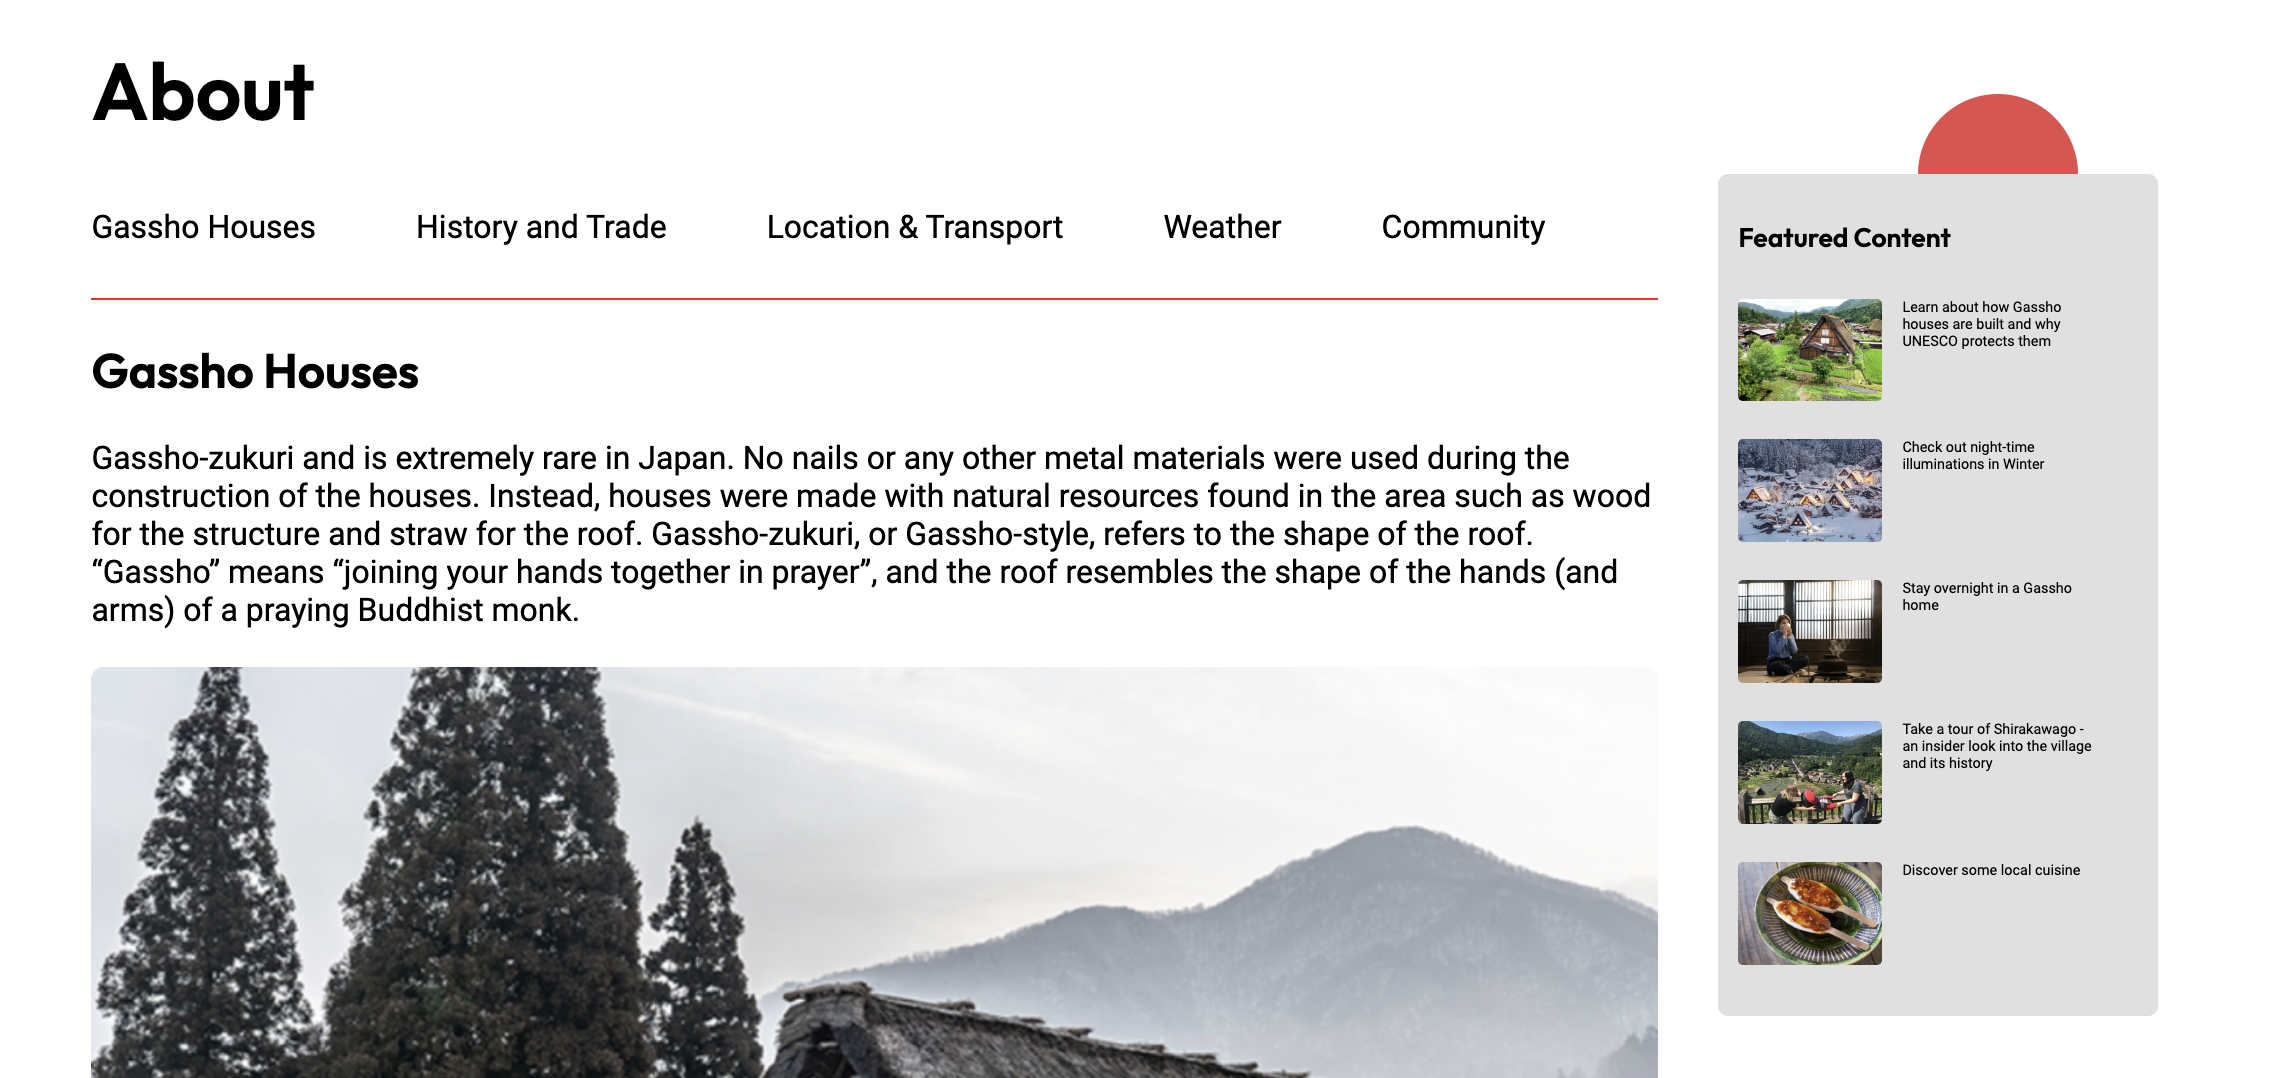 About
Gassho Houses
History and Trade
Location & Transport
Weather
Community
Gassho Houses
Gassho-zukuri and is extremely rare in Japan. No nails or any other metal materials were used during the
construction of the houses. Instead, houses were made with natural resources found in the area such as wood
for the structure and straw for the roof. Gassho-zukuri, or Gassho-style, refers to the shape of the roof.
“Gassho” means “joining your hands together in prayer”, and the roof resembles the shape of the hands (and
arms) of a praying Buddhist monk.
Featured Content
Learn about how Gassho
houses are built and why
UNESCO protects them
Check out night-time
illuminations in Winter
Stay overnight in a Gassho
home
Take a tour of Shirakawago -
an insider look into the village
and its history
Discover some local cuisine